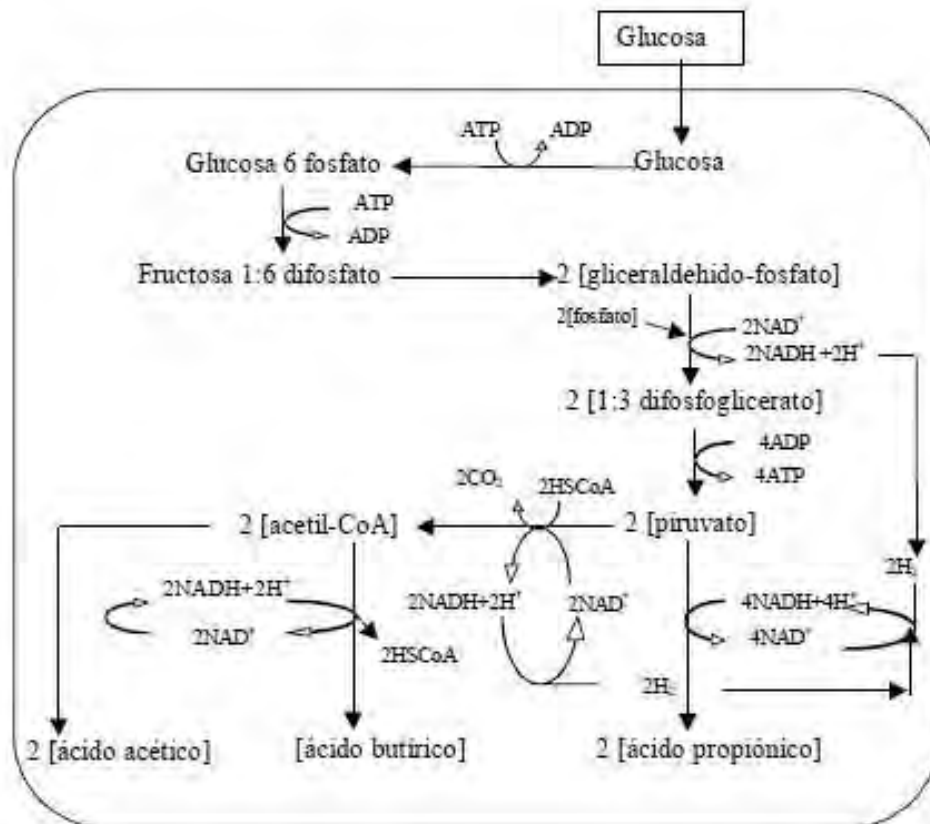 Glucosa
ATP
ADP
Glucosa 6 fosfato
Glucosa
ATP
ADP
Fructosa 1:6 difosfato
2 [gliceraldehido-fosfato]
2[fosfato]
2NAD⁺
2NADH +2H⁺
2 [1:3 difosfoglicerato]
4ADP
4ATP
2CO₂
2HSCoA
2 [acetil-CoA]
2 [piruvato]
2H₂
2NADH+2H⁺
2NAD⁺
2HSCoA
2NADH+2H⁺
2NAD⁺
4NADH+4H⁺
4NAD⁺
2H₂
2 [ácido acético]
[ácido butírico]
2 [ácido propiónico]